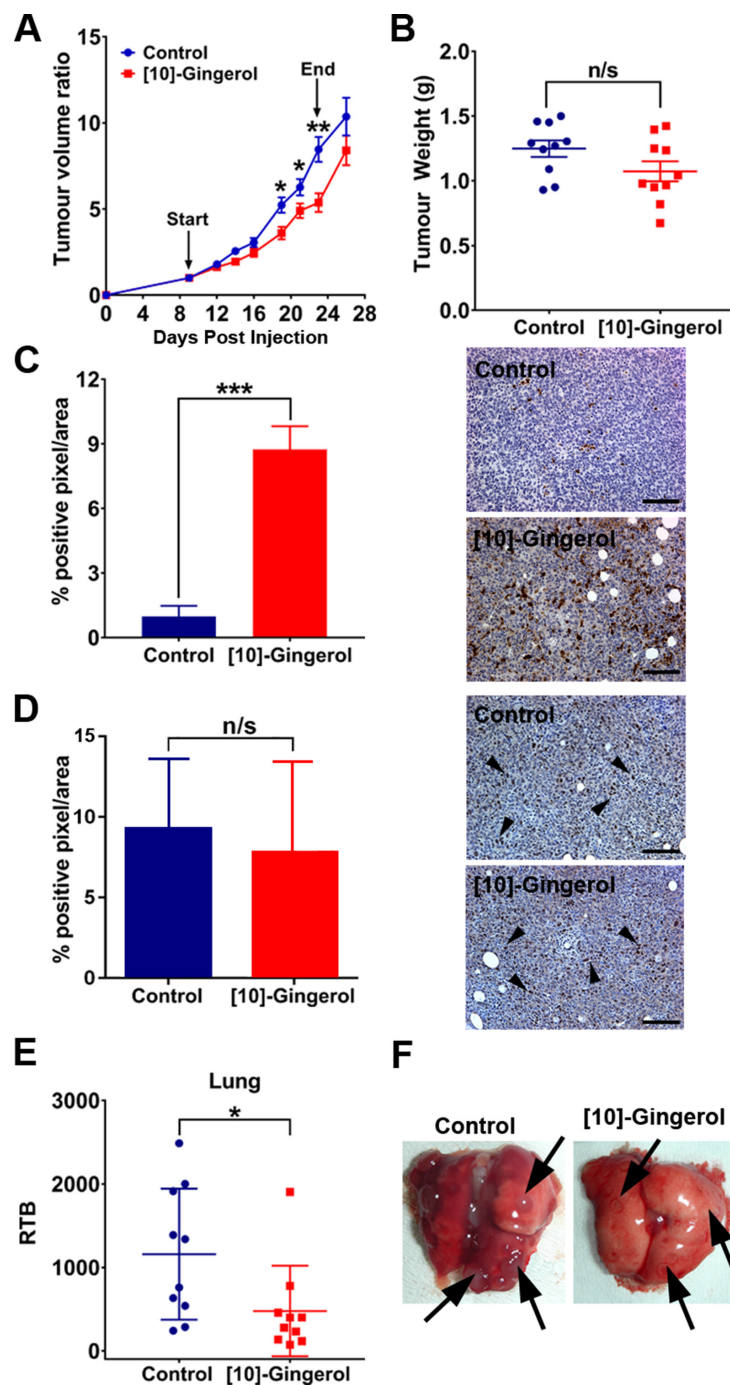 A
Tumour volume ratio
15
10
5
0
Control
[10]-Gingerol
Start
End
*
*
**
0 4 8 12 16 20 24 28
Days Post Injection
B
Tumour Weight (g)
2.0
1.5
1.0
0.5
0.0
n/s
Control [10]-Gingerol
C
% positive pixel/area
12
9
6
3
0
***
Control [10]-Gingerol
Control
[10]-Gingerol
D
% positive pixel/area
15
10
5
0
n/s
Control [10]-Gingerol
Control
[10]-Gingerol
E
Lung
RTB
3000
2000
1000
0
*
Control [10]-Gingerol
F
Control
[10]-Gingerol